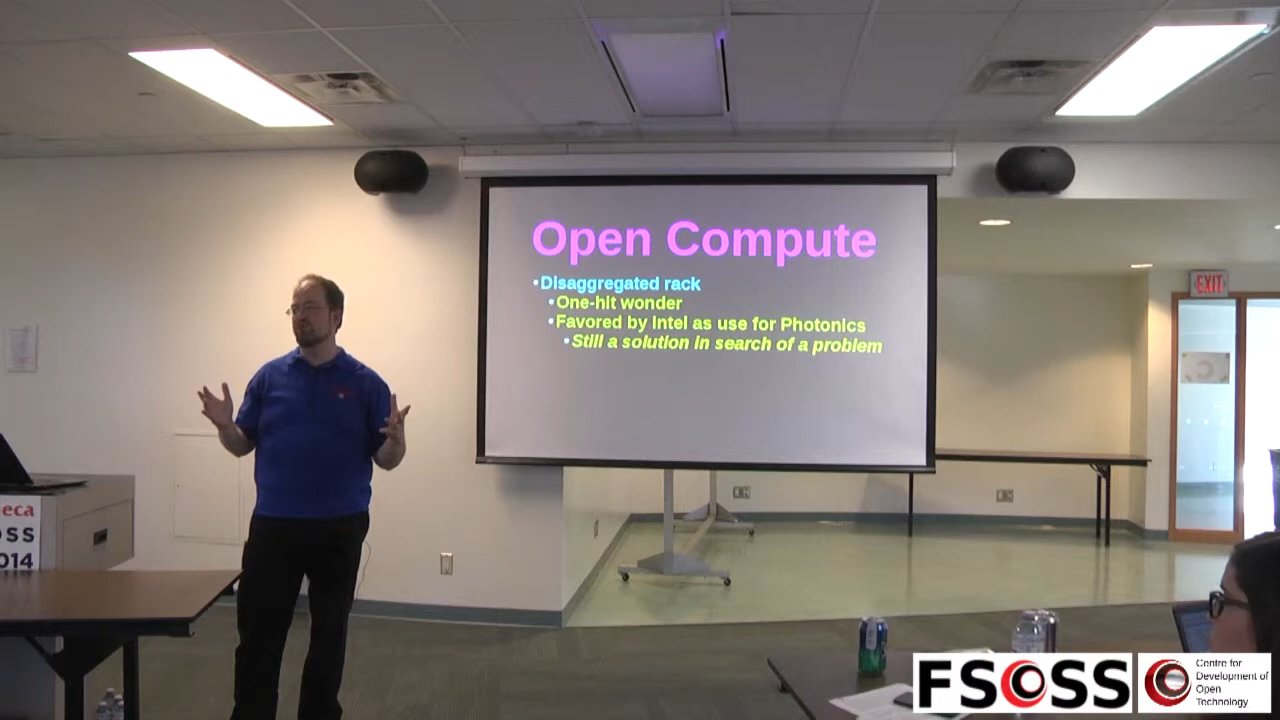 Open Compute
•Disaggregated rack
•One-hit wonder
•Favored by Intel as use for Photonics
•Still a solution in search of a problem
EXIT
eca
OSS
014
FSOSS
Centre for
Development of
Open
Technology